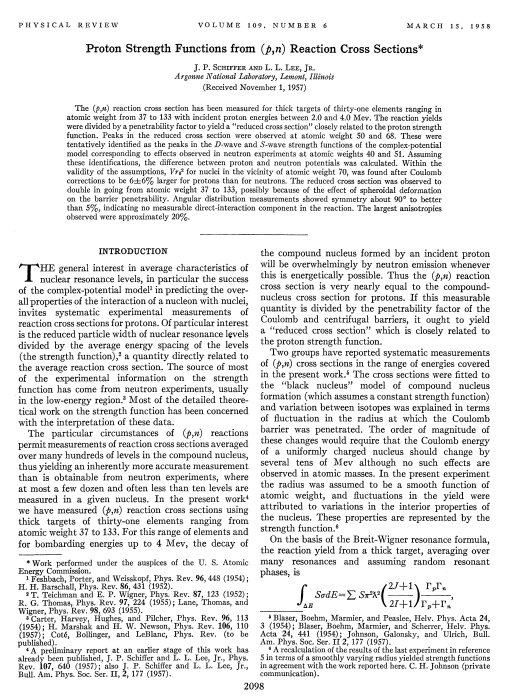 PHYSICAL REVIEW VOLUME 109, NUMBER 6 MARCH 15, 1958
Proton Strength Functions from (p,n) Reaction Cross Sections*
J. P. SCHIFFER AND L. L. LEE, JR.
Argonne National Laboratory, Lemont, Illinois
(Received November 1, 1957)
The (p,n) reaction cross section has been measured for thick targets of thirty-one elements ranging in
atomic weight from 37 to 133 with incident proton energies between 2.0 and 4.0 Mev. The reaction yields
were divided by a penetrability factor to yield a "reduced cross section" closely related to the proton strength
function. Peaks in the reduced cross section were observed at atomic weight 50 and 68. These were
tentatively identified as the peaks in the D-wave and S-wave strength functions of the complex-potential
model corresponding to effects observed in neutron experiments at atomic weights 40 and 51. Assuming
these identifications, the difference between proton and neutron potentials was calculated. Within the
validity of the assumptions, Vr₀² for nuclei in the vicinity of atomic weight 70, was found after Coulomb
corrections to be 6±6% larger for protons than for neutrons. The reduced cross section was observed to
double in going from atomic weight 37 to 133, possibly because of the effect of spheroidal deformation
on the barrier penetrability. Angular distribution measurements showed symmetry about 90° to better
than 5%, indicating no measurable direct-interaction component in the reaction. The largest anisotropies
observed were approximately 20%.
INTRODUCTION
THE general interest in average characteristics of
nuclear resonance levels, in particular the success
of the complex-potential model¹ in predicting the over-
all properties of the interaction of a nucleon with nuclei,
invites systematic experimental measurements of
reaction cross sections for protons. Of particular interest
is the reduced particle width of nuclear resonance levels
divided by the average energy spacing of the levels
(the strength function),² a quantity directly related to
the average reaction cross section. The source of most
of the experimental information on the strength
function has come from neutron experiments, usually
in the low-energy region.³ Most of the detailed theore-
tical work on the strength function has been concerned
with the interpretation of these data.
The particular circumstances of (p,n) reactions
permit measurements of reaction cross sections averaged
over many hundreds of levels in the compound nucleus,
thus yielding an inherently more accurate measurement
than is obtainable from neutron experiments, where
at most a few dozen and often less than ten levels are
measured in a given nucleus. In the present work⁴
we have measured (p,n) reaction cross sections using
thick targets of thirty-one elements ranging from
atomic weight 37 to 133. For this range of elements and
for bombarding energies up to 4 Mev, the decay of
* Work performed under the auspices of the U. S. Atomic
Energy Commission.
¹ Feshbach, Porter, and Weisskopf, Phys. Rev. 96, 448 (1954);
H. H. Barschall, Phys. Rev. 86, 431 (1952).
² T. Teichman and E. P. Wigner, Phys. Rev. 87, 123 (1952);
R. G. Thomas, Phys. Rev. 97, 224 (1955); Lane, Thomas, and
Wigner, Phys. Rev. 98, 693 (1955).
³ Carter, Harvey, Hughes, and Pilcher, Phys. Rev. 96, 113
(1954); H. Marshak and H. W. Newson, Phys. Rev. 106, 110
(1957); Coté, Bollinger, and LeBlanc, Phys. Rev. (to be
published).
⁴ A preliminary report at an earlier stage of this work has
already been published, J. P. Schiffer and L. L. Lee, Jr., Phys.
Rev. 107, 640 (1957); also J. P. Schiffer and L. L. Lee, Jr.,
Bull. Am. Phys. Soc. Ser. II, 2, 177 (1957).
the compound nucleus formed by an incident proton
will be overwhelmingly by neutron emission whenever
this is energetically possible. Thus the (p,n) reaction
cross section is very nearly equal to the compound-
nucleus cross section for protons. If this measurable
quantity is divided by the penetrability factor of the
Coulomb and centrifugal barriers, it ought to yield
a "reduced cross section" which is closely related to
the proton strength function.
Two groups have reported systematic measurements
of (p,n) cross sections in the range of energies covered
in the present work.⁵ The cross sections were fitted to
the "black nucleus" model of compound nucleus
formation (which assumes a constant strength function)
and variation between isotopes was explained in terms
of fluctuation in the radius at which the Coulomb
barrier was penetrated. The order of magnitude of
these changes would require that the Coulomb energy
of a uniformly charged nucleus should change by
several tens of Mev although no such effects are
observed in atomic masses. In the present experiment
the radius was assumed to be a smooth function of
atomic weight, and fluctuations in the yield were
attributed to variations in the interior properties of
the nucleus. These properties are represented by the
strength function.⁶
On the basis of the Breit-Wigner resonance formula,
the reaction yield from a thick target, averaging over
many resonances and assuming random resonant
phases, is
∫_ΔE SσdE = ∑ Sπ²ƛ² ((2J+1)/(2I+1)) ΓₚΓₙ/(Γₚ+Γₙ),
⁵ Blaser, Boehm, Marmier, and Peaslee, Helv. Phys. Acta 24,
3 (1954); Blaser, Boehm, Marmier, and Scherrer, Helv. Phys.
Acta 24, 441 (1954); Johnson, Galonsky, and Ulrich, Bull.
Am. Phys. Soc. Ser. II 2, 177 (1957).
⁶ A recalculation of the results of the last experiment in reference
5 in terms of a smoothly varying radius yielded strength functions
in agreement with the work reported here. C. H. Johnson (private
communication).
2098